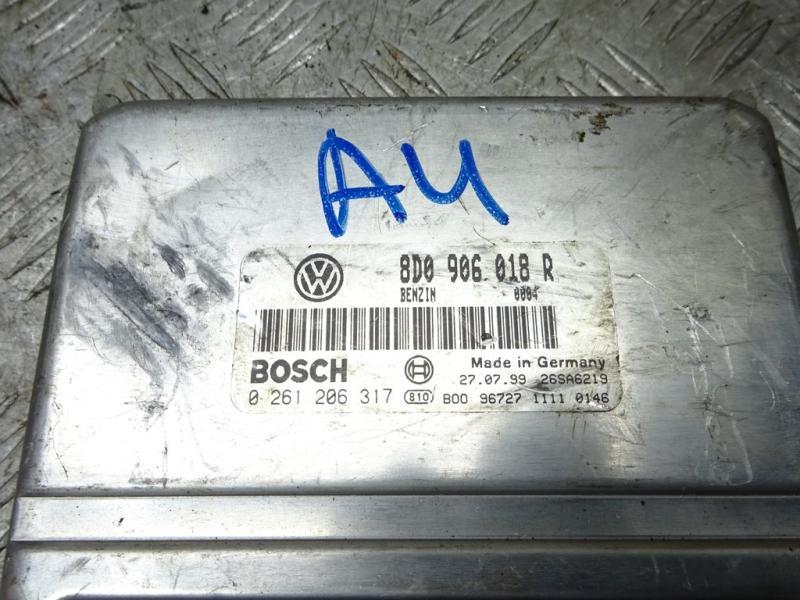 A4
8D0 906 018 R
BENZIN 0004
BOSCH Made in Germany
27.07.99 26SA6219
0 261 206 317 810 B00 96727 1111 0146